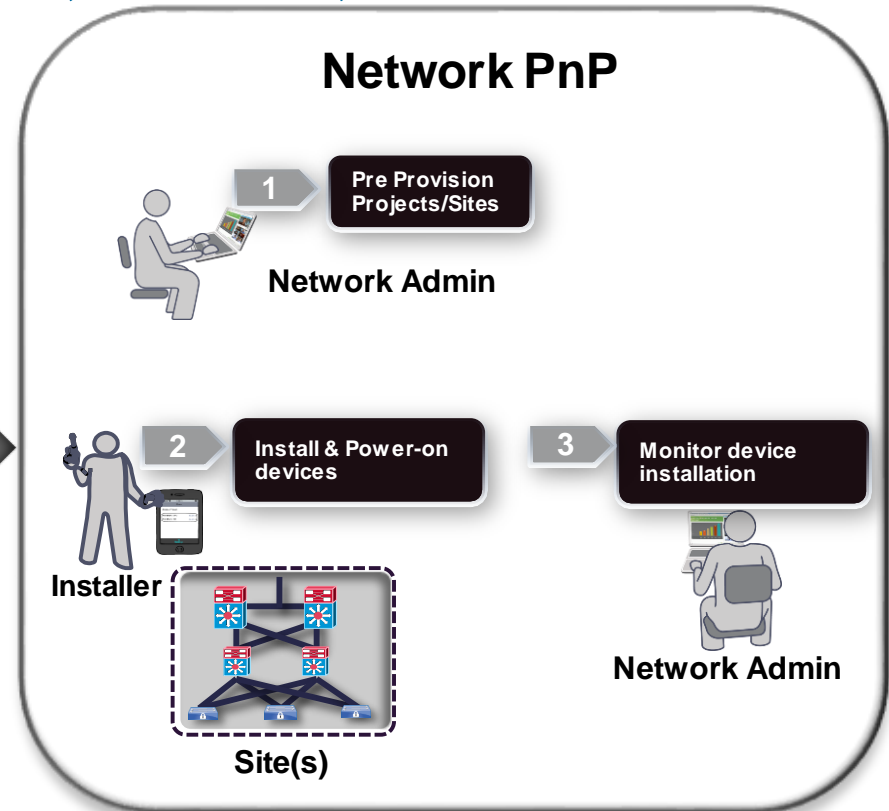 Network PnP
1
Pre Provision
Projects/Sites
Network Admin
2
Install & Power-on
devices
3
Monitor device
installation
Installer
Network Admin
Site(s)